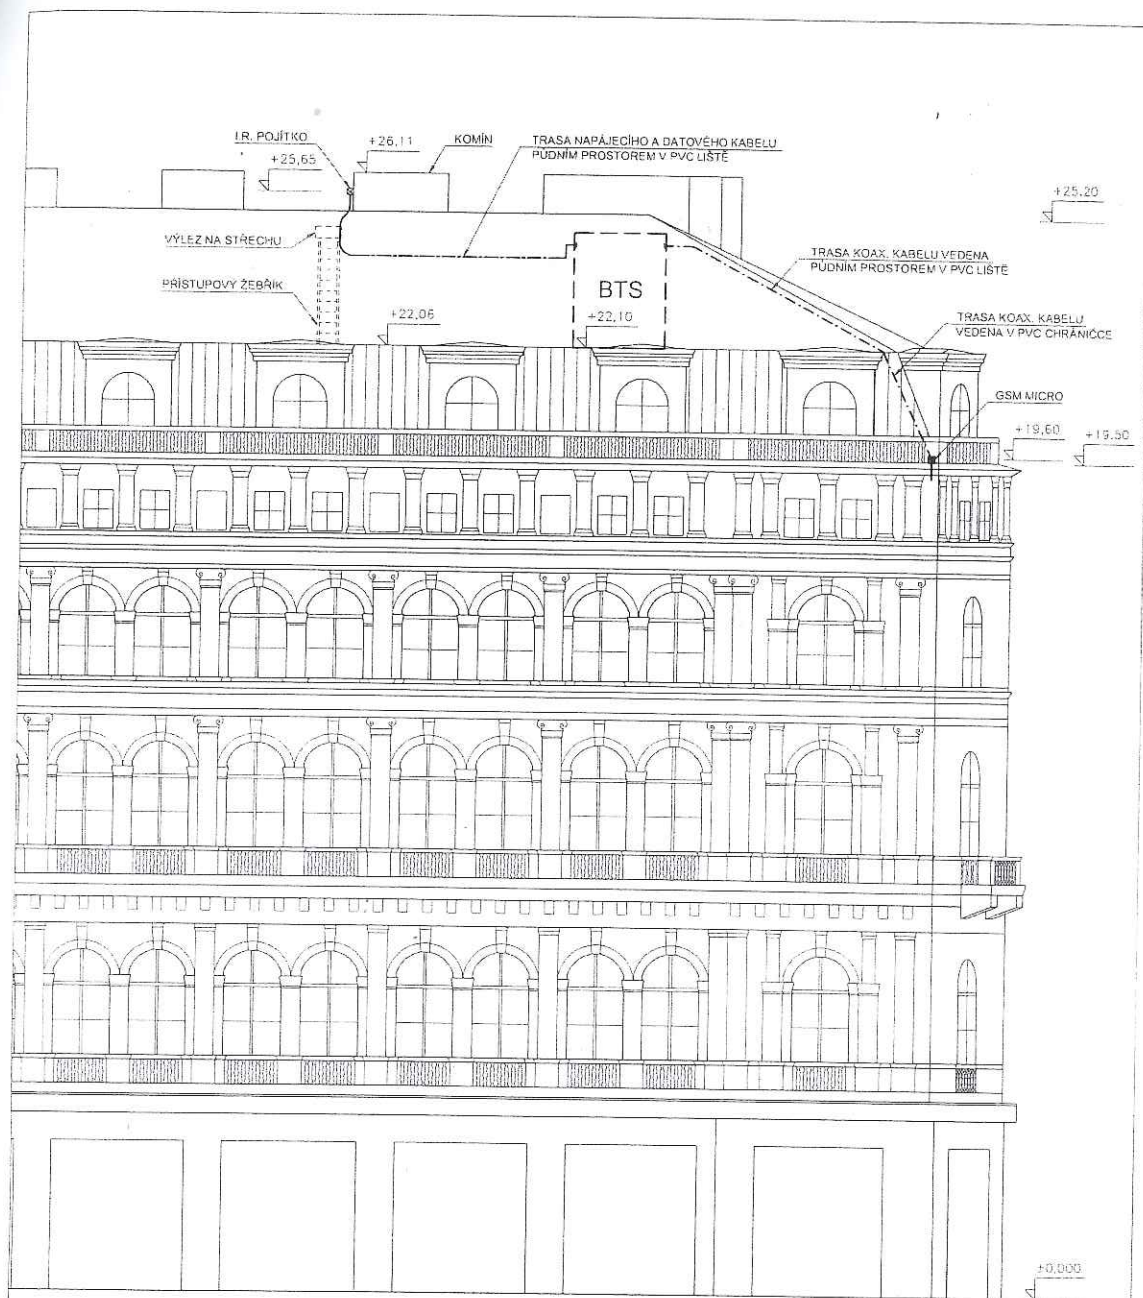 I.R. POJÍTKO
+26,11
KOMÍN
TRASA NAPÁJECÍHO A DATOVÉHO KABELU
PŮDNÍM PROSTOREM V PVC LIŠTĚ
+25,65
+25,20
VÝLEZ NA STŘECHU
TRASA KOAX. KABELU VEDENA
PŮDNÍM PROSTOREM V PVC LIŠTĚ
PŘÍSTUPOVÝ ŽEBŘÍK
BTS
+22,06
+22,10
TRASA KOAX. KABELU
VEDENA V PVC CHRÁNIČCE
GSM MICRO
+19,60
+19,50
±0,000